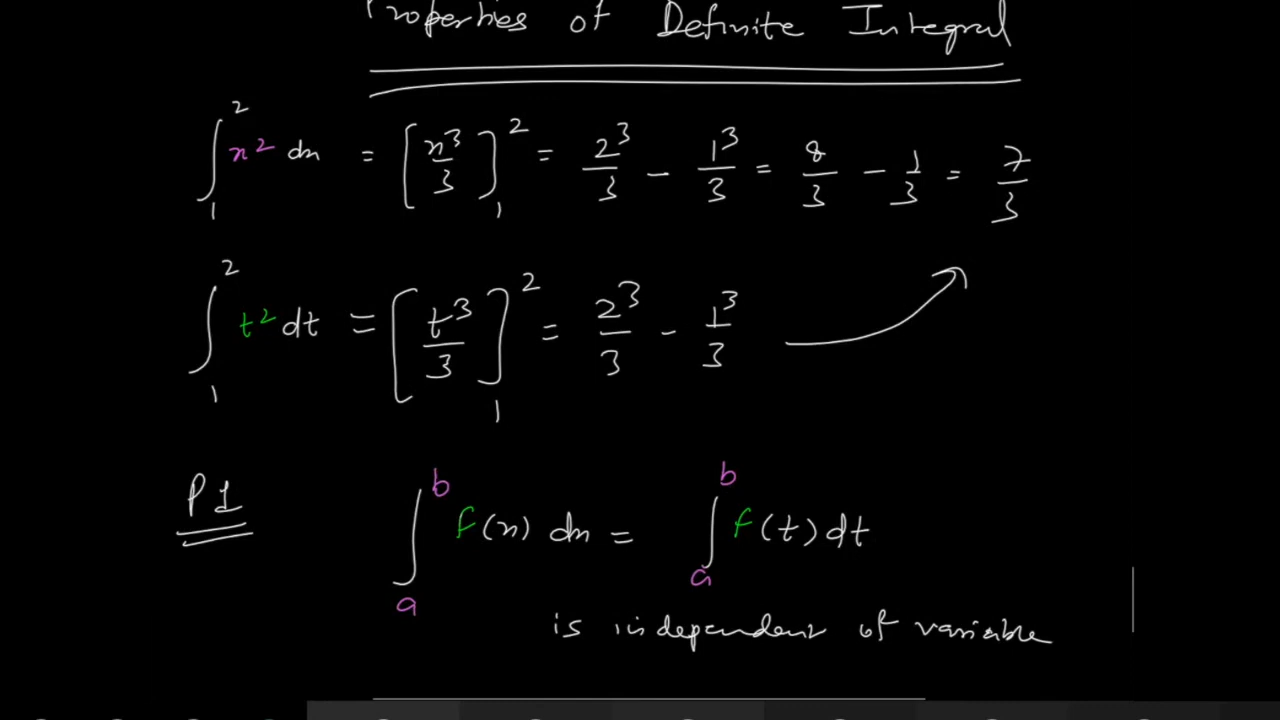 Properties of Definite Integral
∫₁² x² dx = [x³/3]₁² = 2³/3 - 1³/3 = 8/3 - 1/3 = 7/3
∫₁² t² dt = [t³/3]₁² = 2³/3 - 1³/3
P1 ∫ₐᵇ f(x) dx = ∫ₐᵇ f(t) dt
is independent of variable